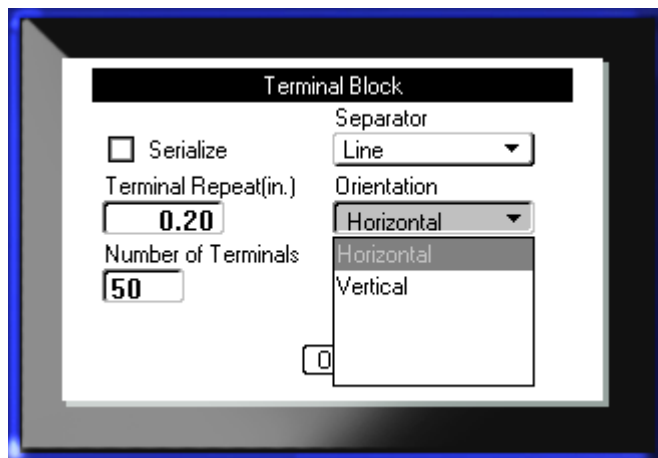 Terminal Block
Separator
Serialize
Line
Terminal Repeat(in.)
Orientation
0.20
Horizontal
Number of Terminals
Horizontal
50
Vertical